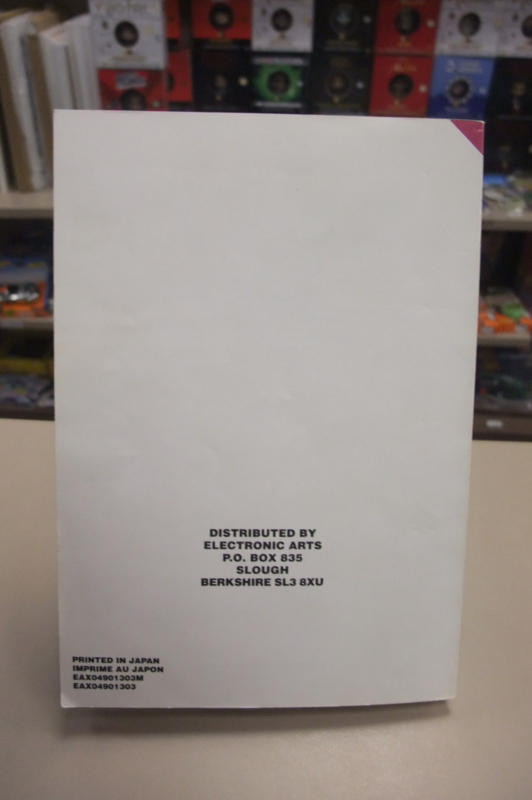 DISTRIBUTED BY
ELECTRONIC ARTS
P.O. BOX 835
SLOUGH
BERKSHIRE SL3 8XU
PRINTED IN JAPAN
IMPRIME AU JAPON
EAX04901303M
EAX04901303